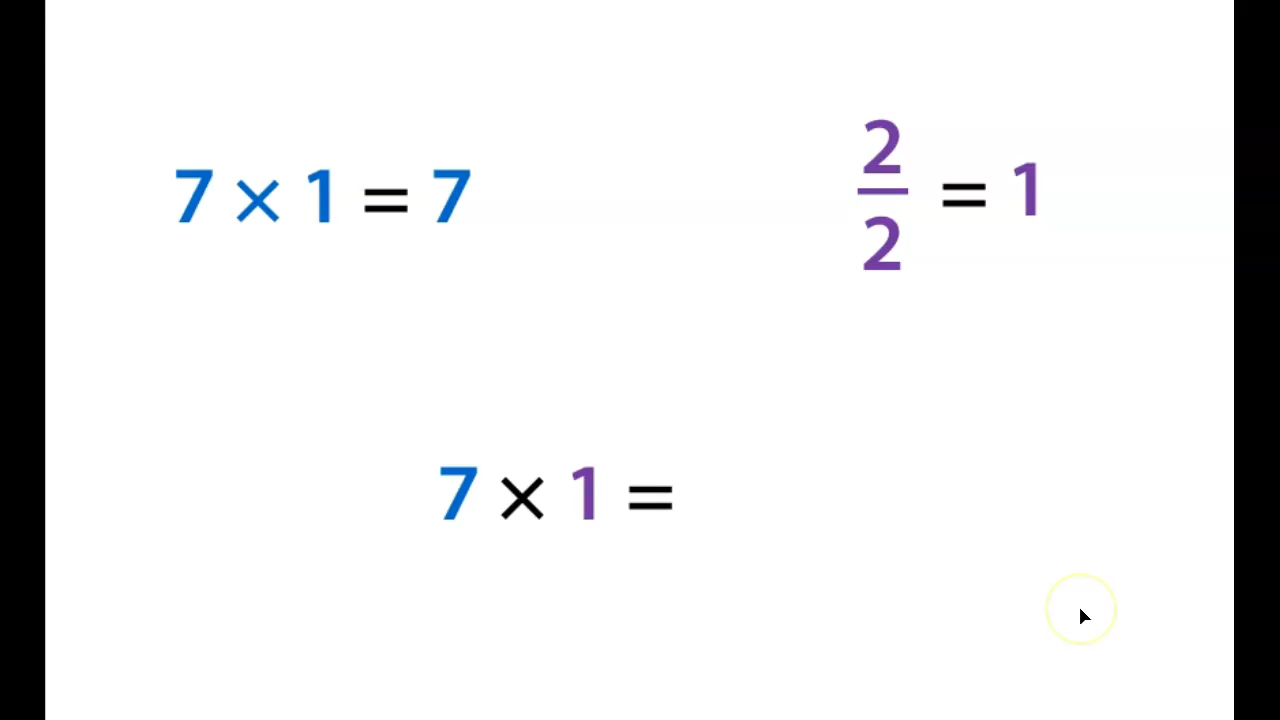 7 × 1 = 7
2/2 = 1
7 × 1 =